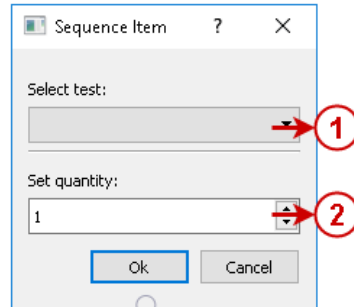 Sequence Item ?
Select test:
1
Set quantity:
1
2
Ok Cancel